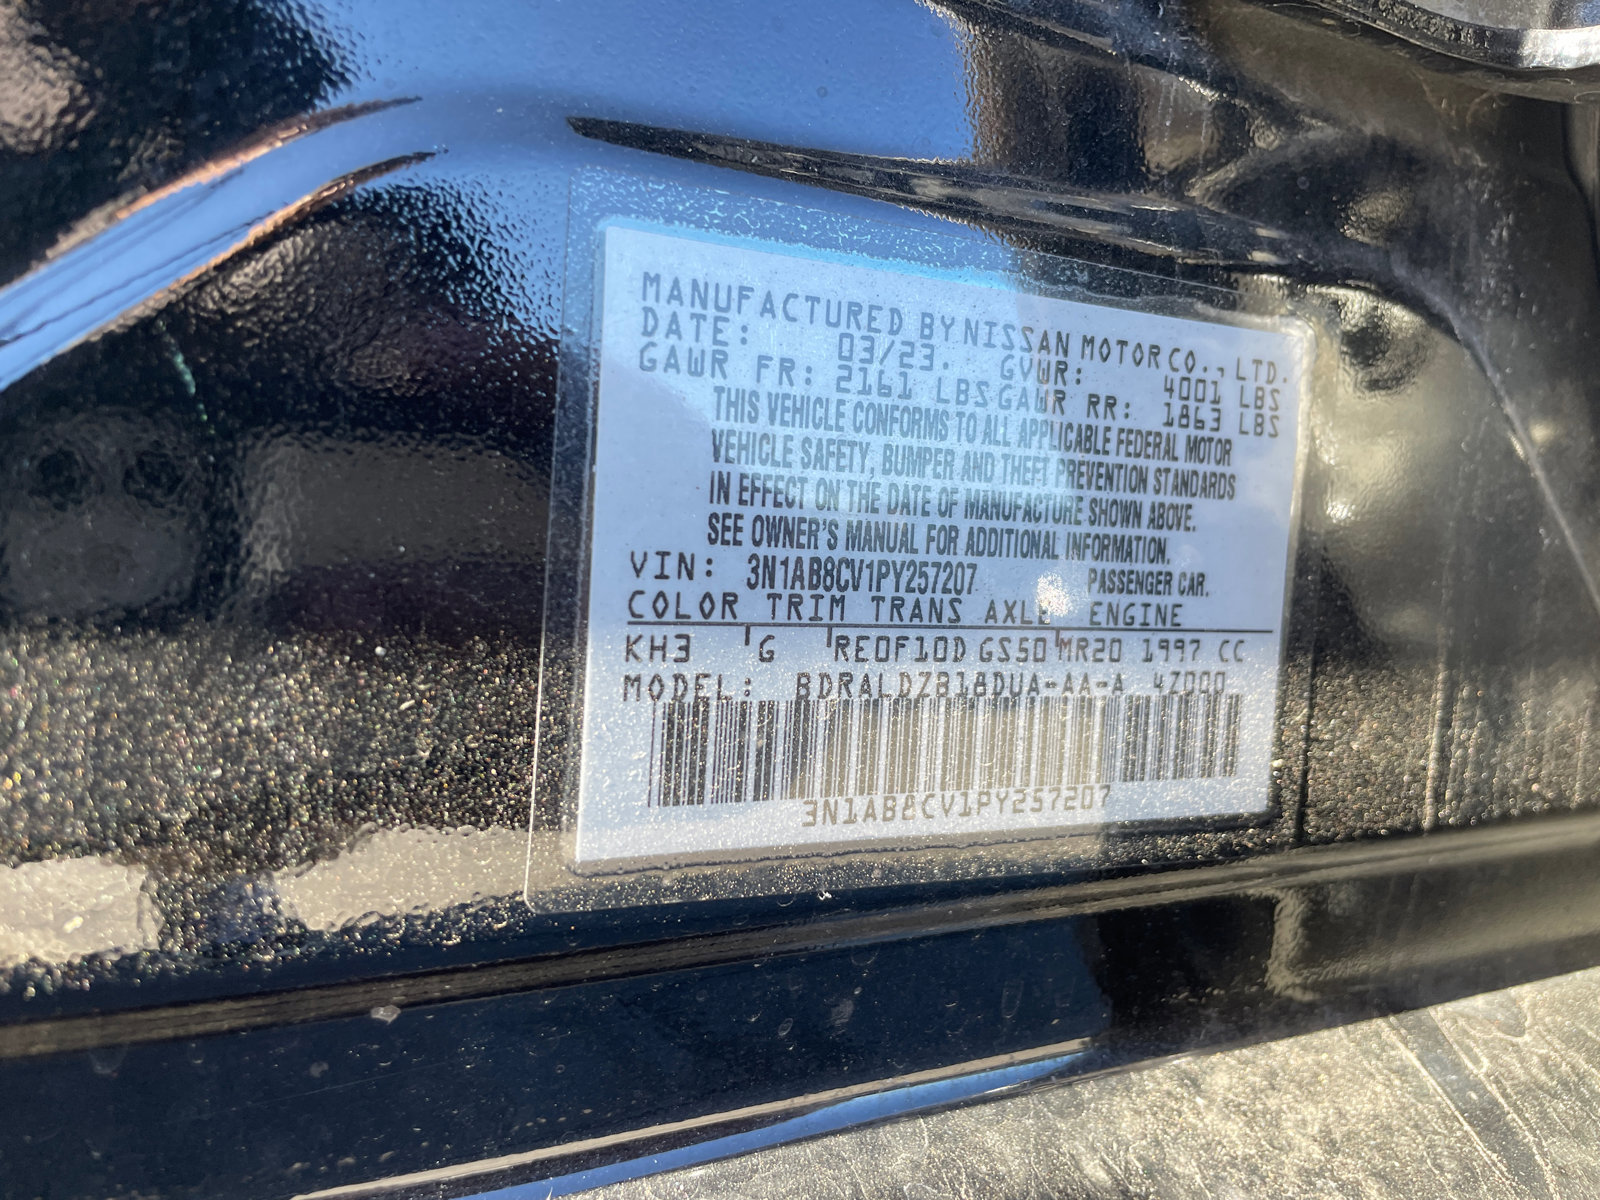 MANUFACTURED BY NISSAN MOTOR CO., LTD.
DATE: 03/23. GVWR: 4001 LBS
GAWR FR: 2161 LBS GAWR RR: 1863 LBS
THIS VEHICLE CONFORMS TO ALL APPLICABLE FEDERAL MOTOR
VEHICLE SAFETY, BUMPER AND THEFT PREVENTION STANDARDS
IN EFFECT ON THE DATE OF MANUFACTURE SHOWN ABOVE.
SEE OWNER'S MANUAL FOR ADDITIONAL INFORMATION.
VIN: 3N1AB8CV1PY257207 PASSENGER CAR.
COLOR TRIM TRANS AXLE ENGINE
KH3 G RE0F10D GS50 MR20 1997 CC
MODEL: BDRALDZB18DUA-AA-A 4Z000
3N1AB8CV1PY257207